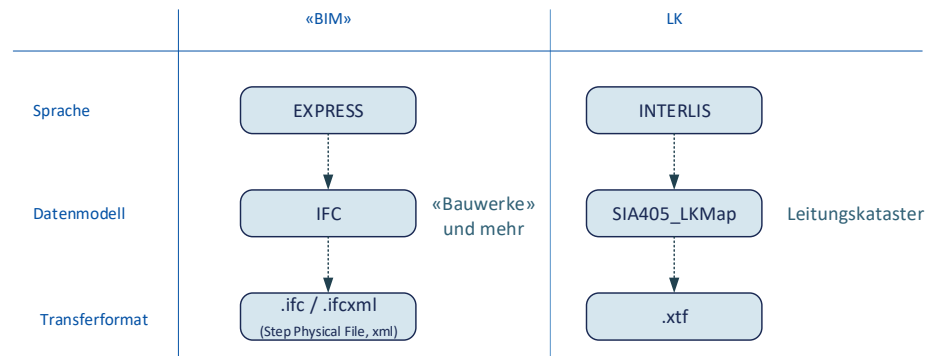 «BIM»
LK
Sprache
EXPRESS
INTERLIS
Datenmodell
IFC
«Bauwerke»
und mehr
SIA405_LKMap
Leitungskataster
Transferformat
.ifc / .ifcxml
(Step Physical File, xml)
.xtf